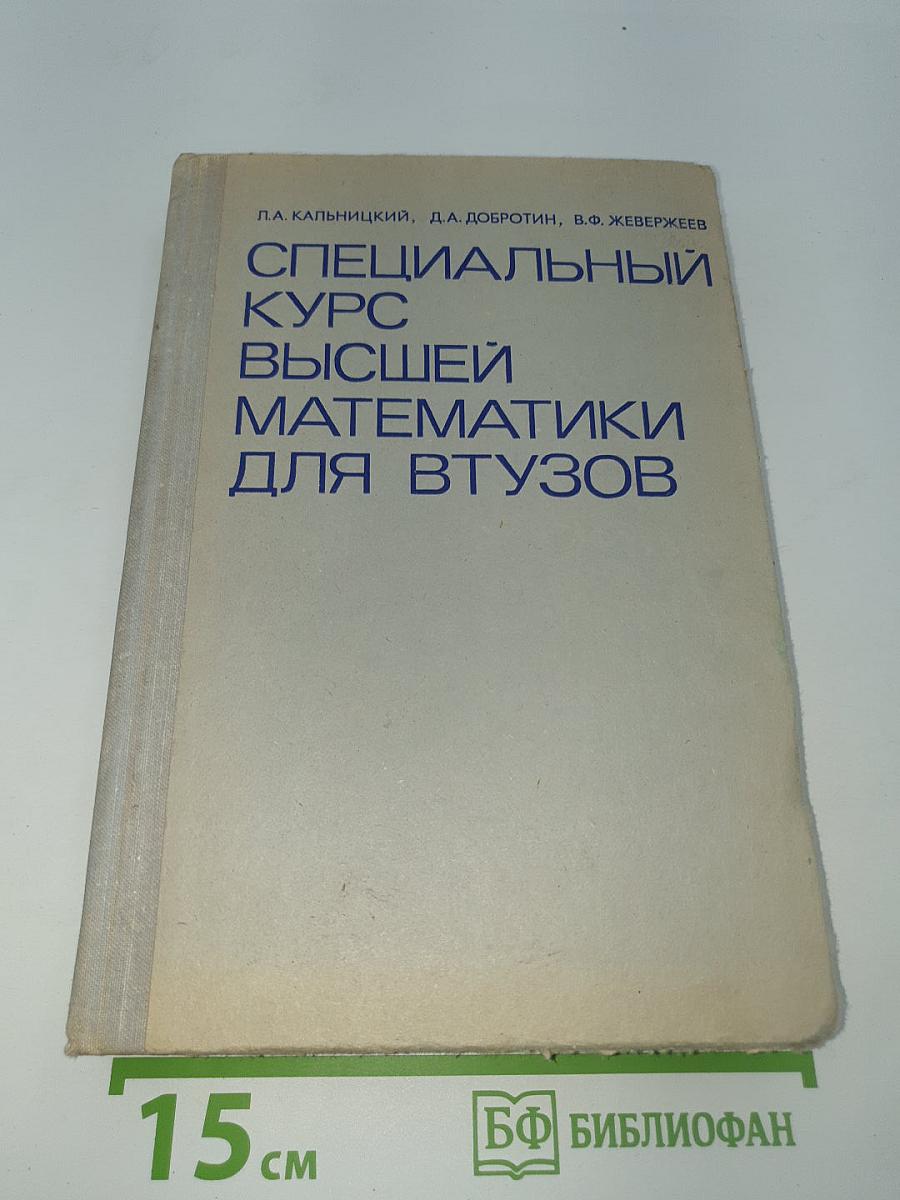 Л.А. КАЛЬНИЦКИЙ, Д.А. ДОБРОТИН, В.Ф. ЖЕВЕРЖЕЕВ
СПЕЦИАЛЬНЫЙ
КУРС
ВЫСШЕЙ
МАТЕМАТИКИ
ДЛЯ ВТУЗОВ
15 см
БФ БИБЛИОФАН